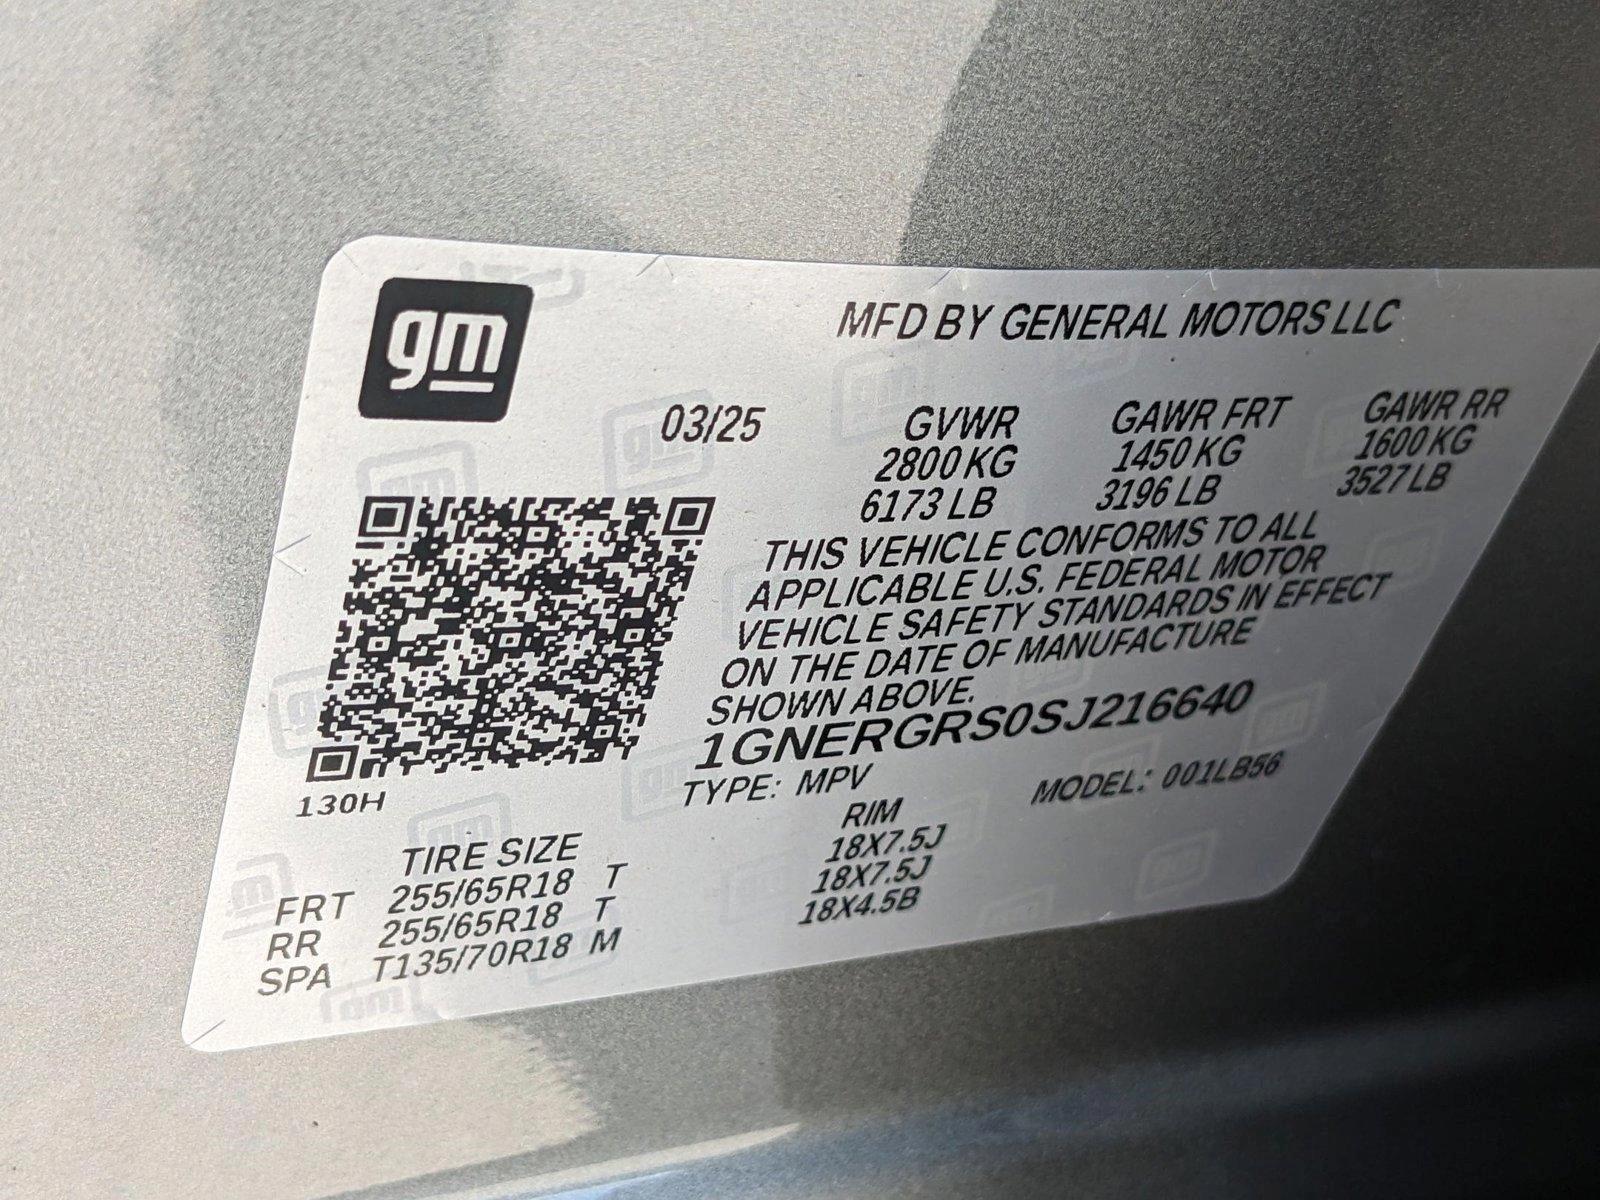 gm
MFD BY GENERAL MOTORS LLC
03/25 GVWR GAWR FRT GAWR RR
2800 KG 1450 KG 1600 KG
6173 LB 3196 LB 3527 LB
THIS VEHICLE CONFORMS TO ALL
APPLICABLE U.S. FEDERAL MOTOR
VEHICLE SAFETY STANDARDS IN EFFECT
ON THE DATE OF MANUFACTURE
SHOWN ABOVE.
1GNERGRS0SJ216640
TYPE: MPV MODEL: 001LB56
130H
TIRE SIZE RIM
FRT 255/65R18 T 18X7.5J
RR 255/65R18 T 18X7.5J
SPA T135/70R18 M 18X4.5B